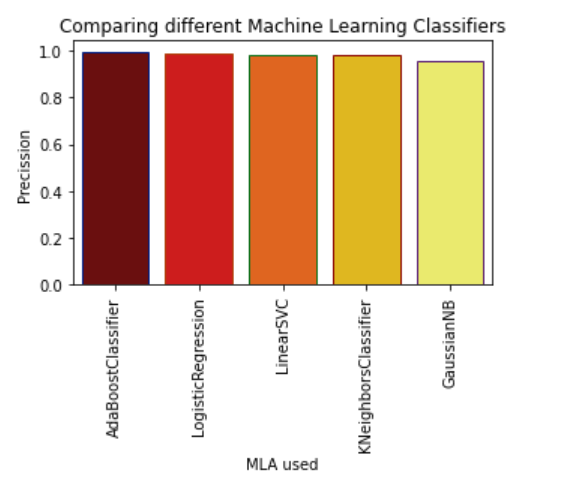 Comparing different Machine Learning Classifiers
1.0
0.8
0.6
0.4
0.2
0.0
Precission
AdaBoostClassifier
LogisticRegression
LinearSVC
KNeighborsClassifier
GaussianNB
MLA used